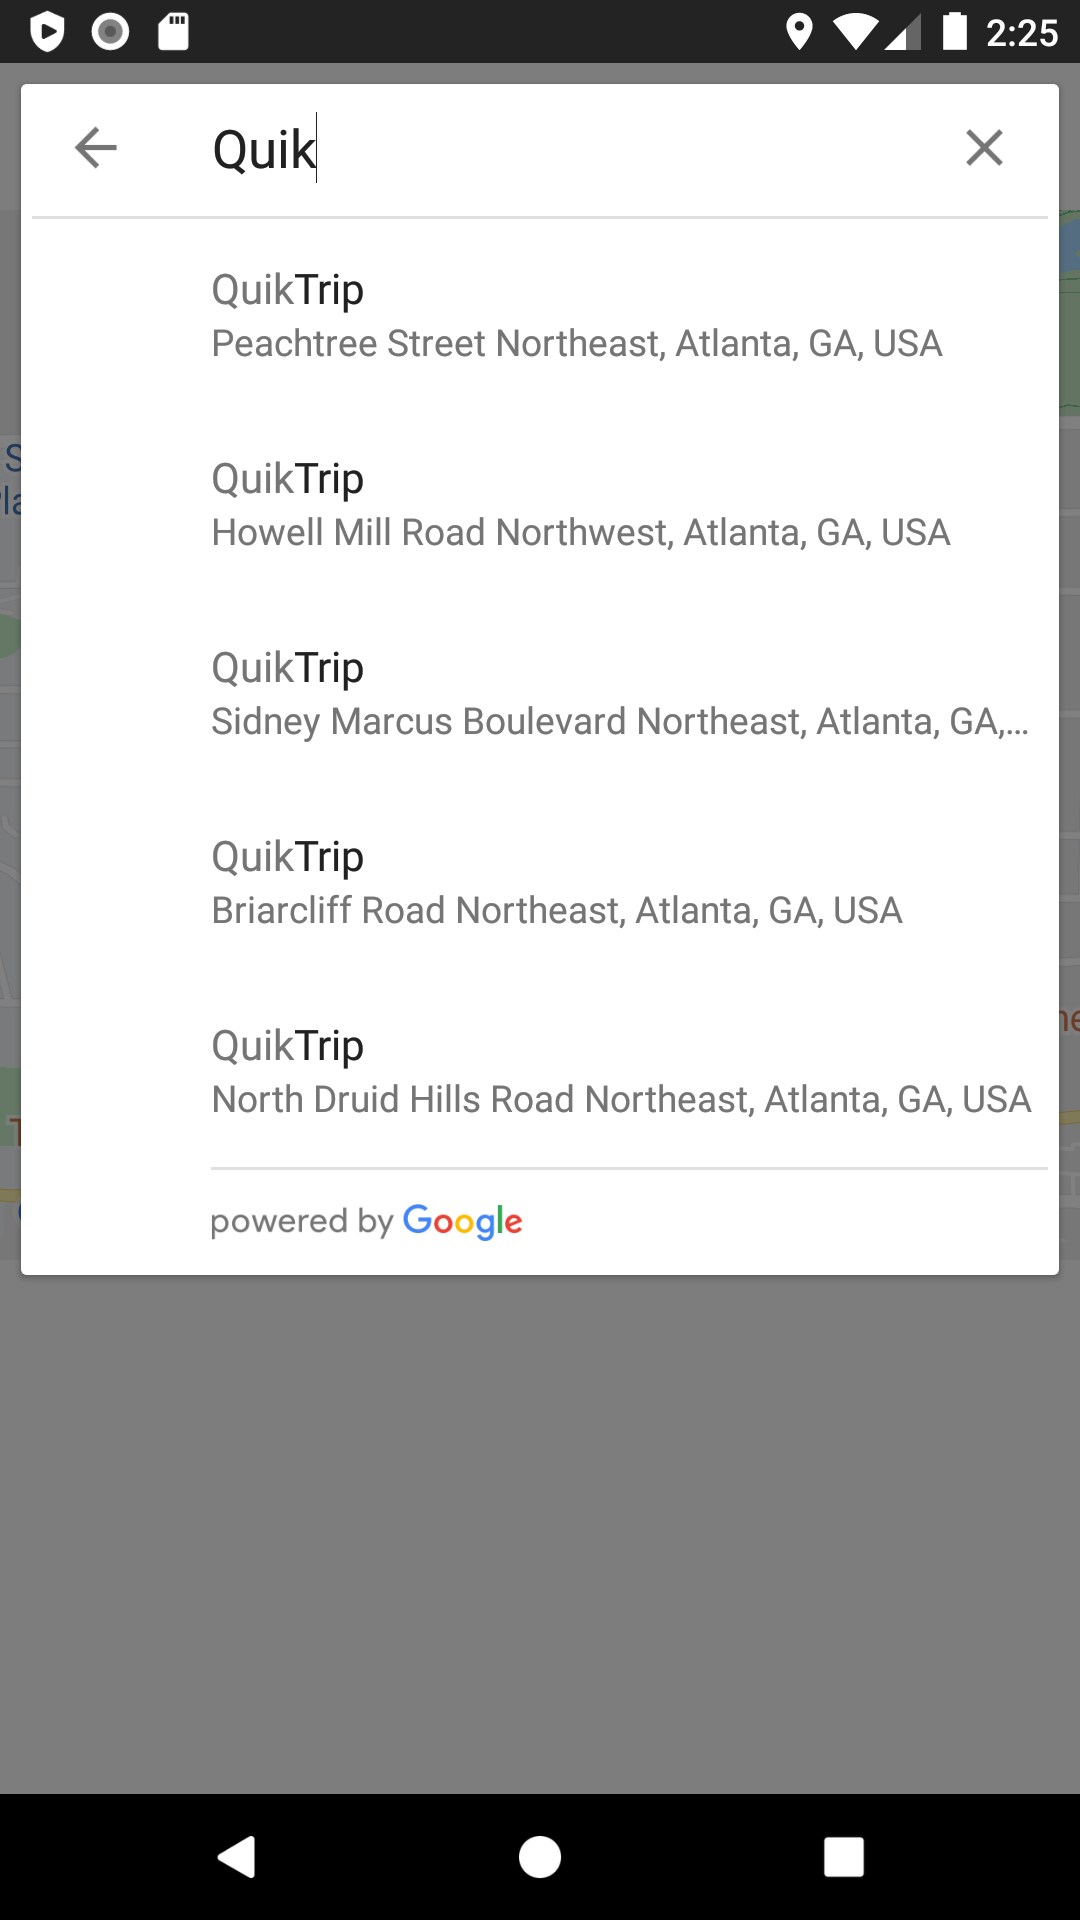 2:25
Quik
QuikTrip
Peachtree Street Northeast, Atlanta, GA, USA
QuikTrip
Howell Mill Road Northwest, Atlanta, GA, USA
QuikTrip
Sidney Marcus Boulevard Northeast, Atlanta, GA,...
QuikTrip
Briarcliff Road Northeast, Atlanta, GA, USA
QuikTrip
North Druid Hills Road Northeast, Atlanta, GA, USA
powered by Google